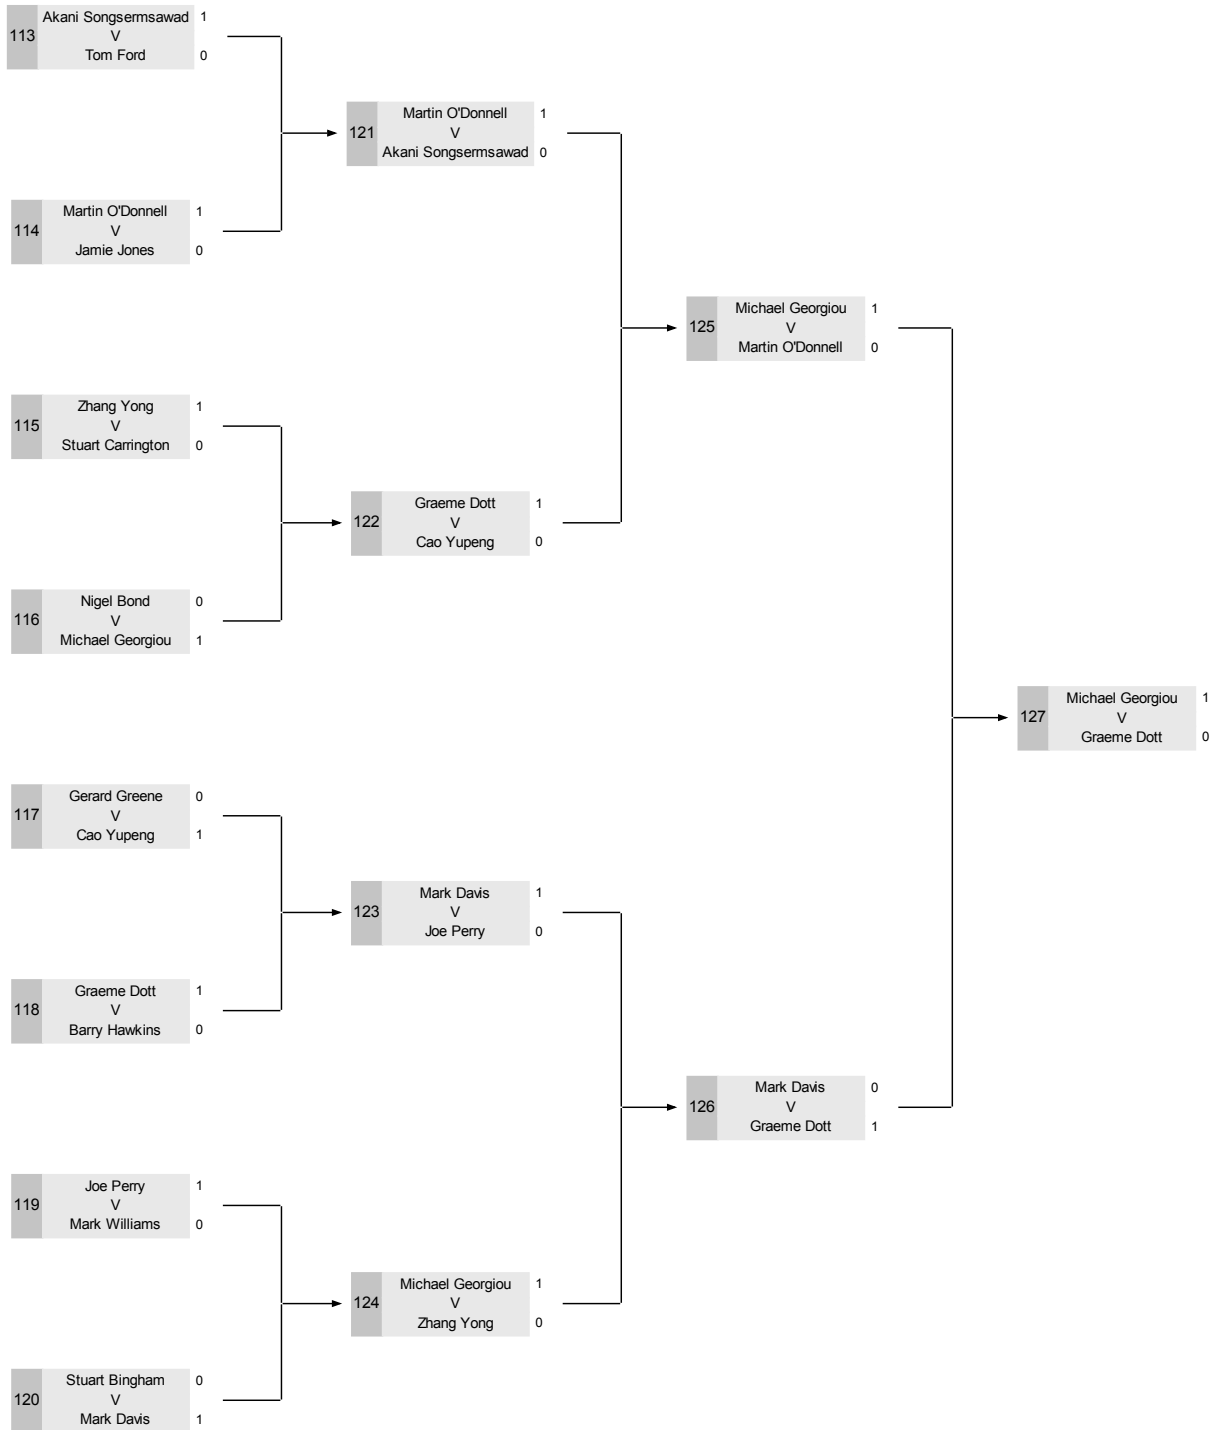 113
Akani Songsermsawad 1
V
Tom Ford 0
114
Martin O'Donnell 1
V
Jamie Jones 0
115
Zhang Yong 1
V
Stuart Carrington 0
116
Nigel Bond 0
V
Michael Georgiou 1
117
Gerard Greene 0
V
Cao Yupeng 1
118
Graeme Dott 1
V
Barry Hawkins 0
119
Joe Perry 1
V
Mark Williams 0
120
Stuart Bingham 0
V
Mark Davis 1
121
Martin O'Donnell 1
V
Akani Songsermsawad 0
122
Graeme Dott 1
V
Cao Yupeng 0
123
Mark Davis 1
V
Joe Perry 0
124
Michael Georgiou 1
V
Zhang Yong 0
125
Michael Georgiou 1
V
Martin O'Donnell 0
126
Mark Davis 0
V
Graeme Dott 1
127
Michael Georgiou 1
V
Graeme Dott 0